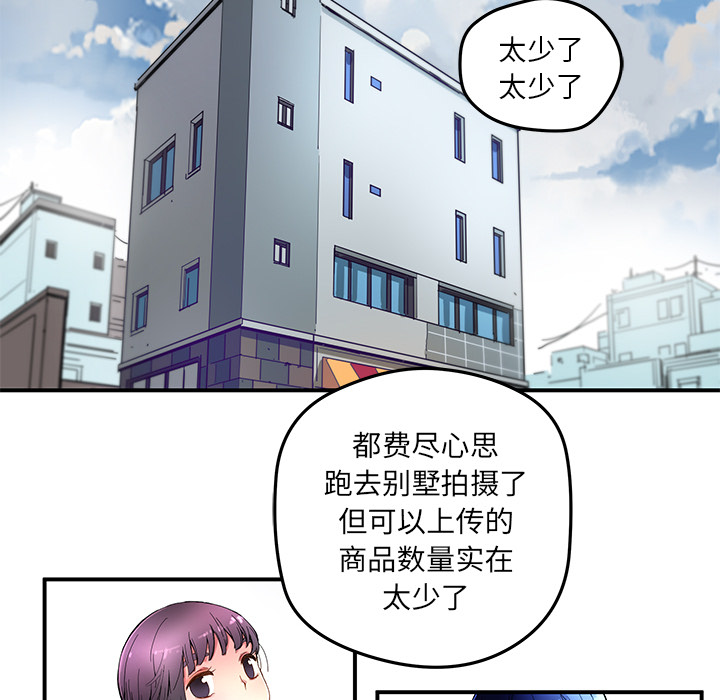 太少了
太少了
都费尽心思
跑去别墅拍摄了
但可以上传的
商品数量实在
太少了